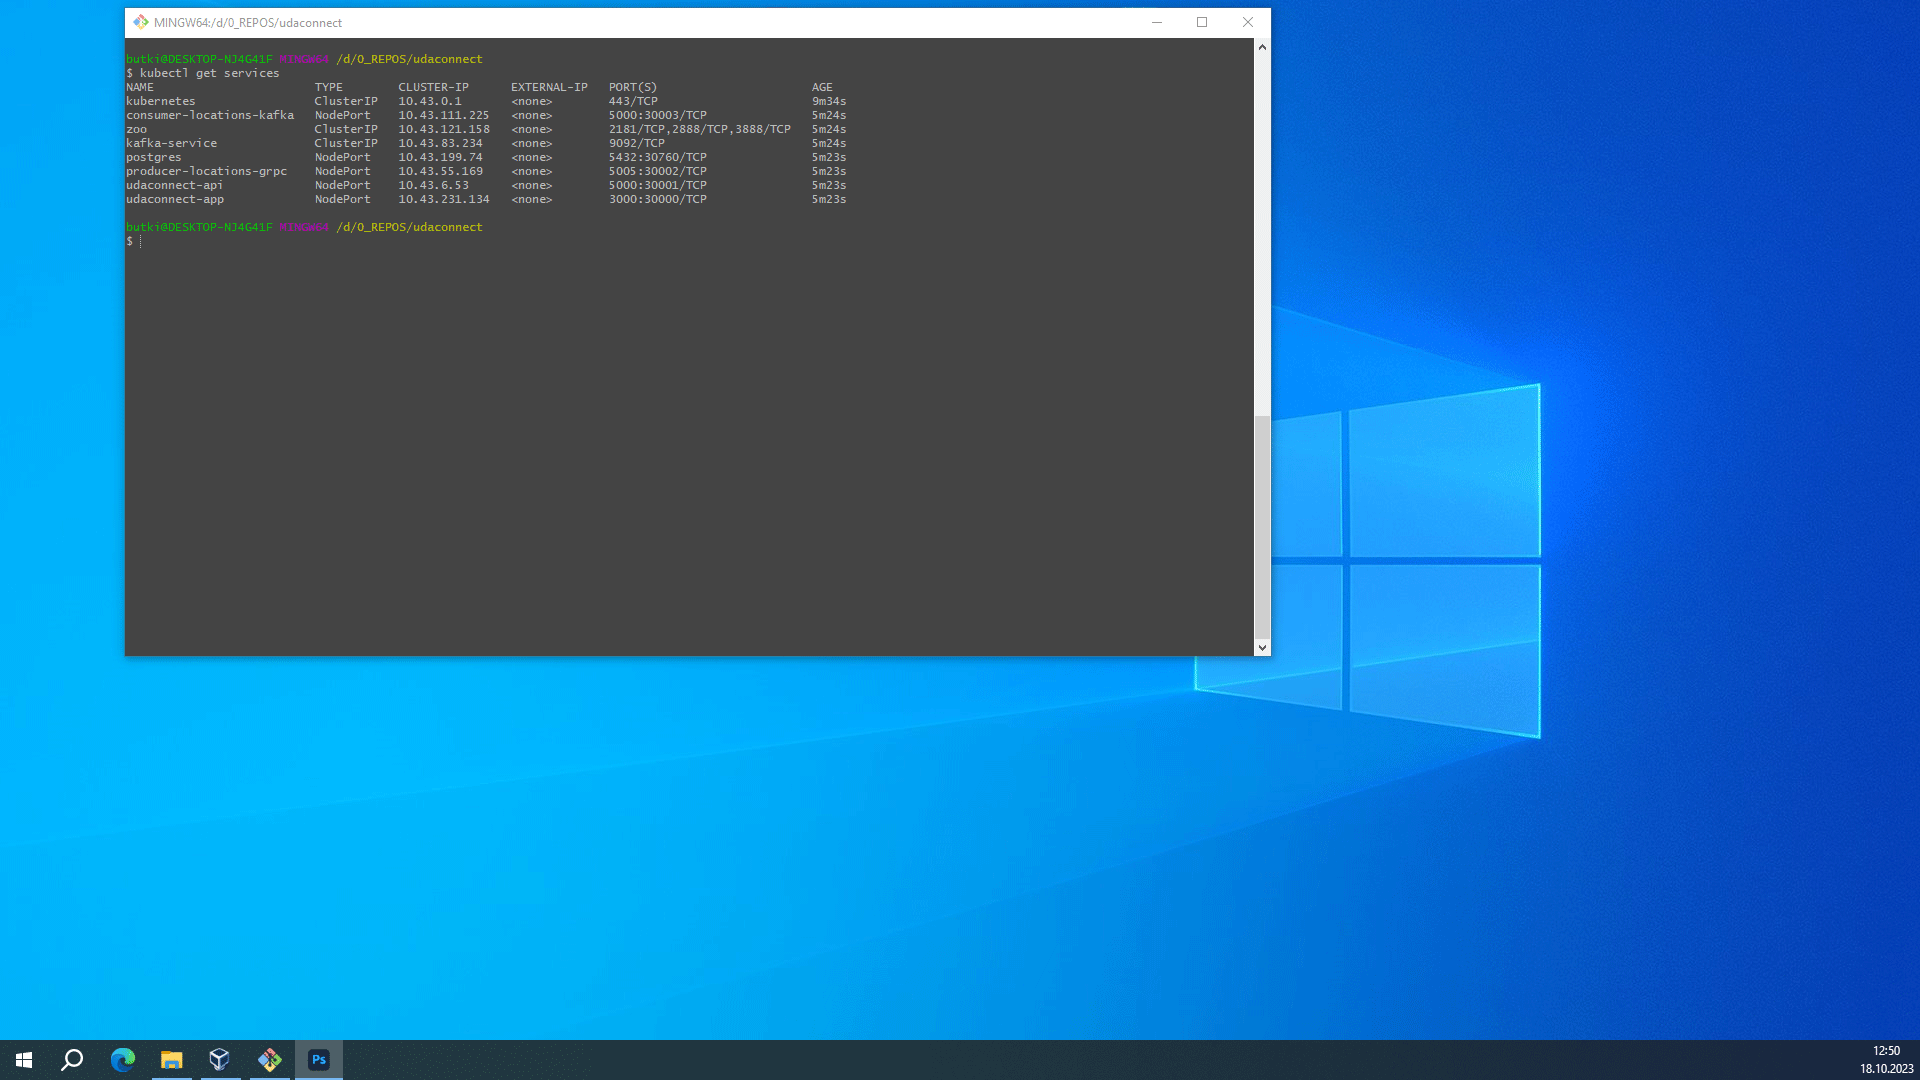 MINGW64:/d/0_REPOS/udaconnect
butki@DESKTOP-NJ4G41F MINGW64 /d/0_REPOS/udaconnect
$ kubectl get services
NAME TYPE CLUSTER-IP EXTERNAL-IP PORT(S) AGE
kubernetes ClusterIP 10.43.0.1 <none> 443/TCP 9m34s
consumer-locations-kafka NodePort 10.43.111.225 <none> 5000:30003/TCP 5m24s
zoo ClusterIP 10.43.121.158 <none> 2181/TCP,2888/TCP,3888/TCP 5m24s
kafka-service ClusterIP 10.43.83.234 <none> 9092/TCP 5m24s
postgres NodePort 10.43.199.74 <none> 5432:30760/TCP 5m23s
producer-locations-grpc NodePort 10.43.55.169 <none> 5005:30002/TCP 5m23s
udaconnect-api NodePort 10.43.6.53 <none> 5000:30001/TCP 5m23s
udaconnect-app NodePort 10.43.231.134 <none> 3000:30000/TCP 5m23s
butki@DESKTOP-NJ4G41F MINGW64 /d/0_REPOS/udaconnect
$
Ps
12:50
18.10.2023